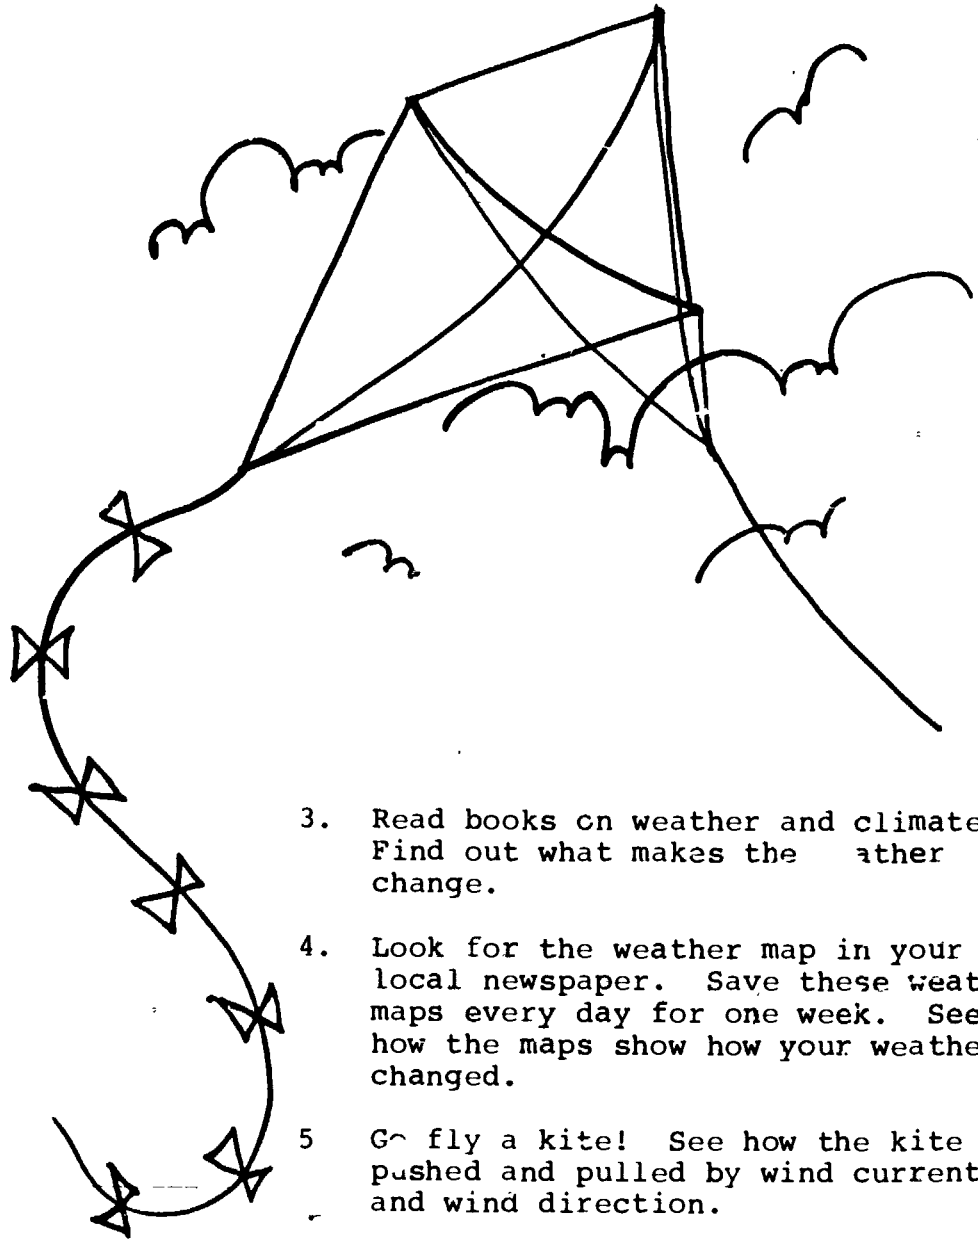 3. Read books on weather and climate
Find out what makes the ather
change.
4. Look for the weather map in your
local newspaper. Save these weat
maps every day for one week. See
how the maps show how your weathe
changed.
5 Go fly a kite! See how the kite
pushed and pulled by wind current
and wind direction.